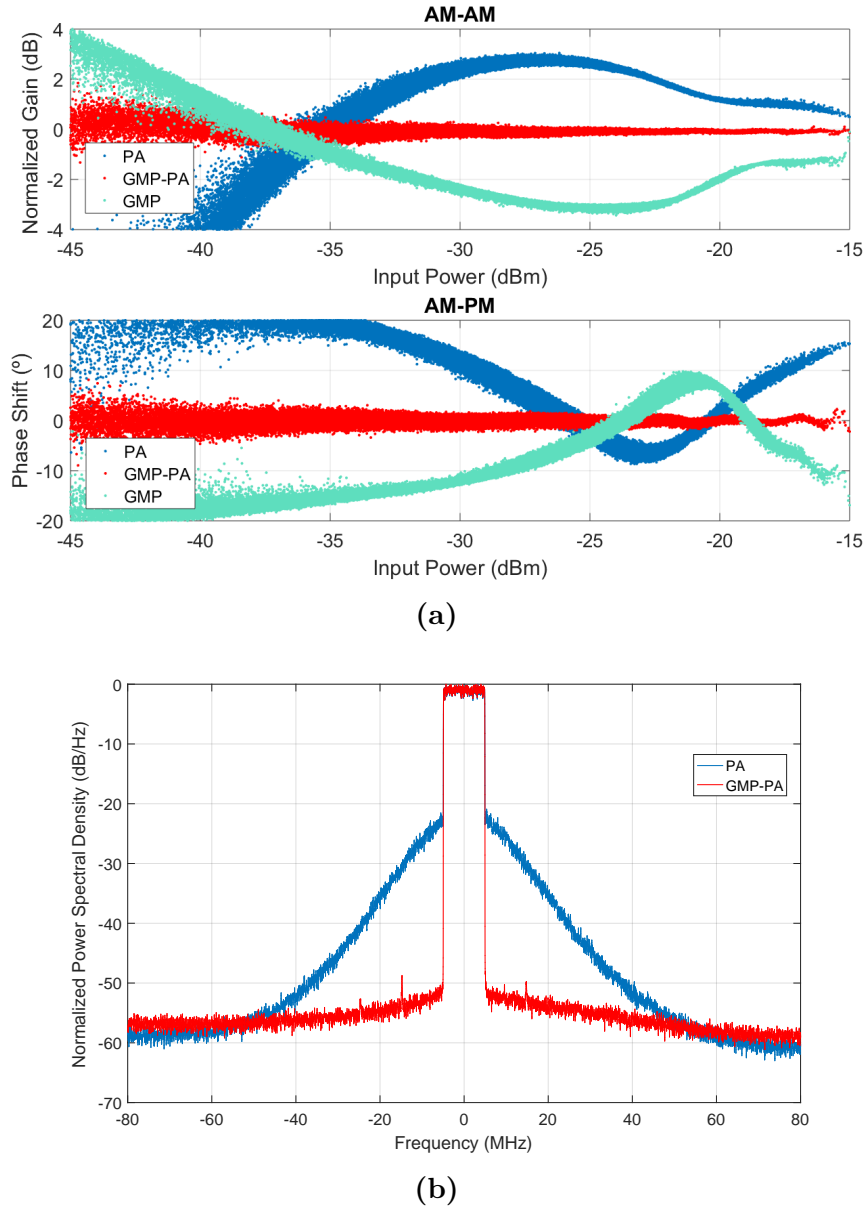 AM-AM
4
2
0
-2
-4
Normalized Gain (dB)
PA
GMP-PA
GMP
-45
-40
-35
-30
-25
-20
-15
Input Power (dBm)
AM-PM
20
10
0
-10
-20
Phase Shift (º)
PA
GMP-PA
GMP
-45
-40
-35
-30
-25
-20
-15
Input Power (dBm)
(a)
0
-10
-20
-30
-40
-50
-60
-70
Normalized Power Spectral Density (dB/Hz)
PA
GMP-PA
-80
-60
-40
-20
0
20
40
60
80
Frequency (MHz)
(b)